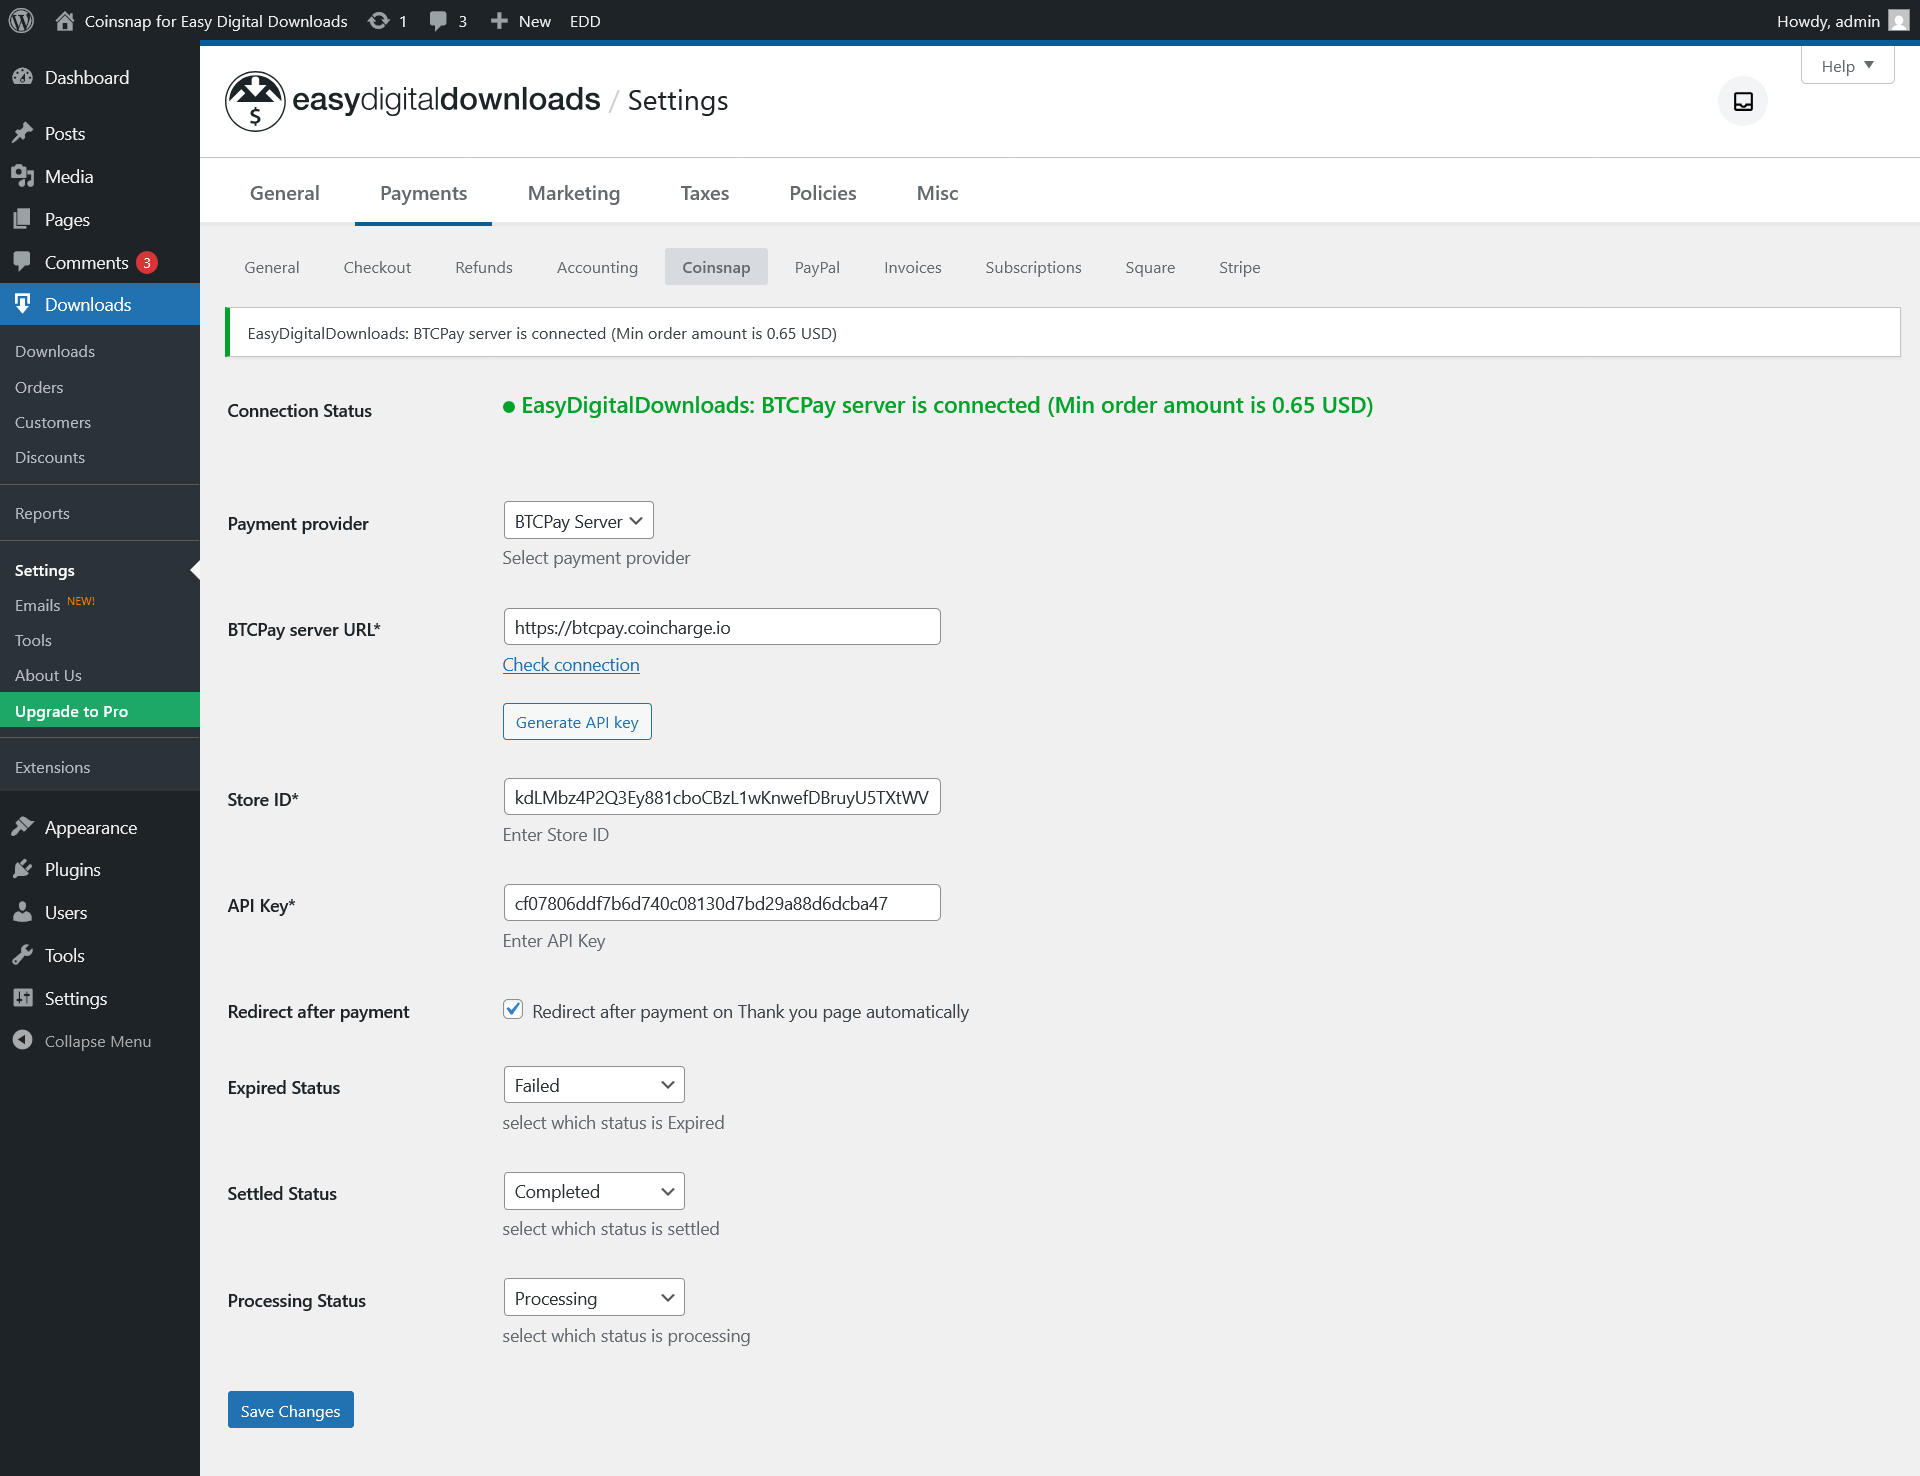 Coinsnap for Easy Digital Downloads 1 3 New EDD Howdy, admin
Dashboard
Posts
Media
Pages
Comments 3
Downloads
Downloads
Orders
Customers
Discounts
Reports
Settings
Emails NEW!
Tools
About Us
Upgrade to Pro
Extensions
Appearance
Plugins
Users
Tools
Settings
Collapse Menu
Help
$ easydigitaldownloads / Settings
General Payments Marketing Taxes Policies Misc
General Checkout Refunds Accounting Coinsnap PayPal Invoices Subscriptions Square Stripe
EasyDigitalDownloads: BTCPay server is connected (Min order amount is 0.65 USD)
Connection Status EasyDigitalDownloads: BTCPay server is connected (Min order amount is 0.65 USD)
Payment provider BTCPay Server
Select payment provider
BTCPay server URL* https://btcpay.coincharge.io
Check connection
Generate API key
Store ID* kdLMbz4P2Q3Ey881cboCBzL1wKnwefDBruyU5TXtWV
Enter Store ID
API Key* cf07806ddf7b6d740c08130d7bd29a88d6dcba47
Enter API Key
Redirect after payment Redirect after payment on Thank you page automatically
Expired Status Failed
select which status is Expired
Settled Status Completed
select which status is settled
Processing Status Processing
select which status is processing
Save Changes